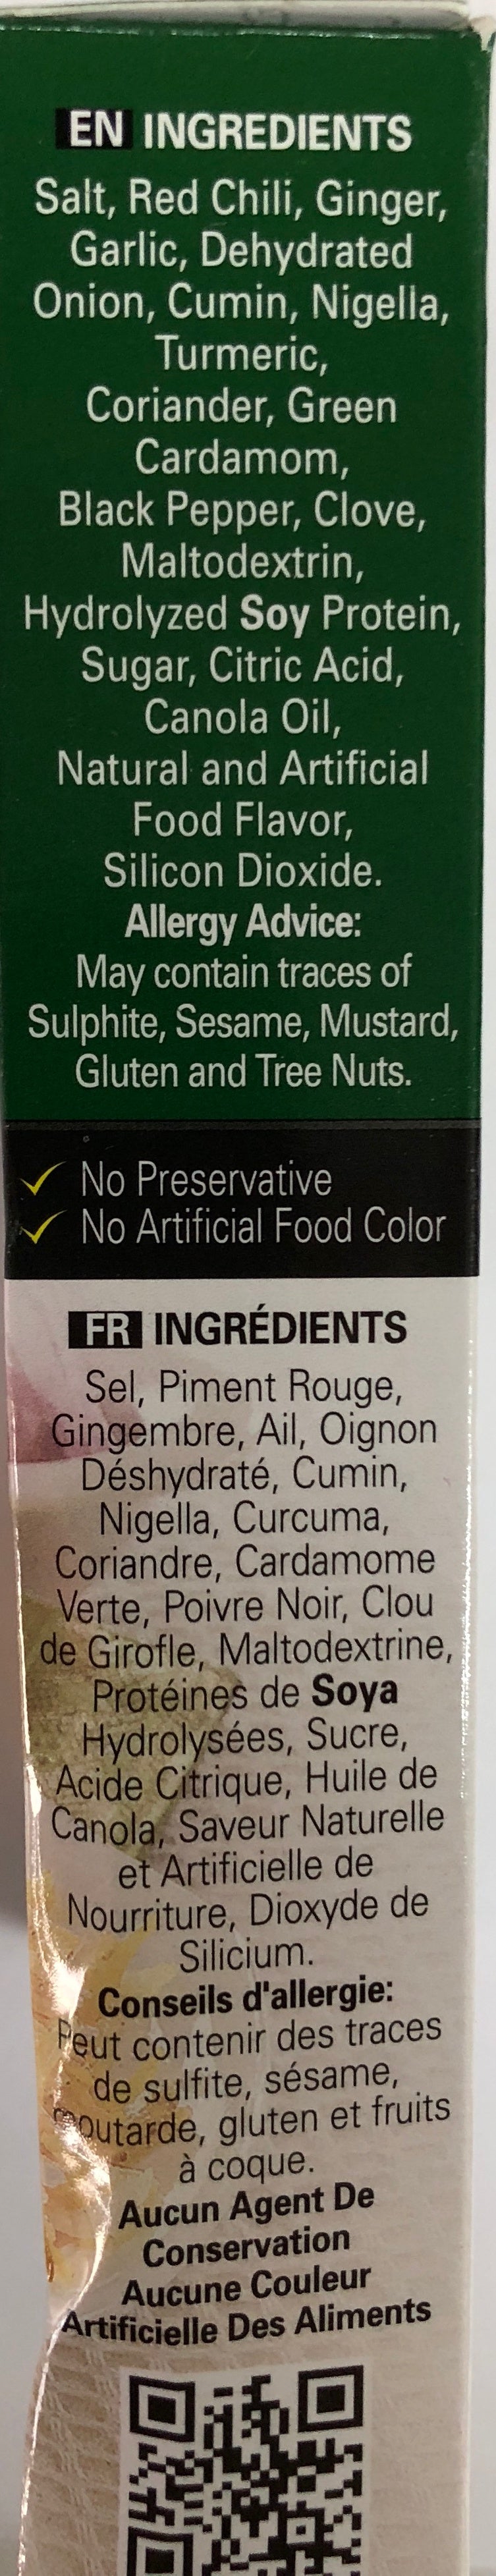 EN INGREDIENTS
Salt, Red Chili, Ginger,
Garlic, Dehydrated
Onion, Cumin, Nigella,
Turmeric,
Coriander, Green
Cardamom,
Black Pepper, Clove,
Maltodextrin,
Hydrolyzed Soy Protein,
Sugar, Citric Acid,
Canola Oil,
Natural and Artificial
Food Flavor,
Silicon Dioxide.
Allergy Advice:
May contain traces of
Sulphite, Sesame, Mustard,
Gluten and Tree Nuts.
No Preservative
No Artificial Food Color
FR INGRÉDIENTS
Sel, Piment Rouge,
Gingembre, Ail, Oignon
Déshydraté, Cumin,
Nigella, Curcuma,
Coriandre, Cardamome
Verte, Poivre Noir, Clou
de Girofle, Maltodextrine,
Protéines de Soya
Hydrolysées, Sucre,
Acide Citrique, Huile de
Canola, Saveur Naturelle
et Artificielle de
Nourriture, Dioxyde de
Silicium.
Conseils d'allergie:
Peut contenir des traces
de sulfite, sésame,
moutarde, gluten et fruits
à coque.
Aucun Agent De
Conservation
Aucune Couleur
Artificielle Des Aliments